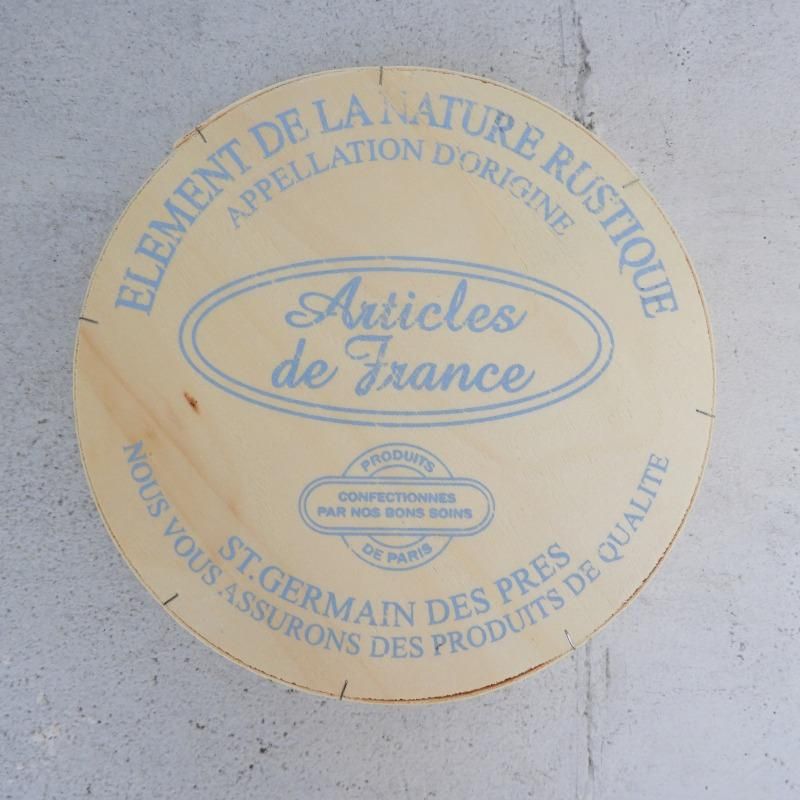 ELEMENT DE LA NATURE RUSTIQUE
APPELLATION D'ORIGINE
Articles
de France
PRODUITS
CONFECTIONNES
PAR NOS BONS SOINS
DE PARIS
ST.GERMAIN DES PRES
NOUS VOUS ASSURONS DES PRODUITS DE QUALITE